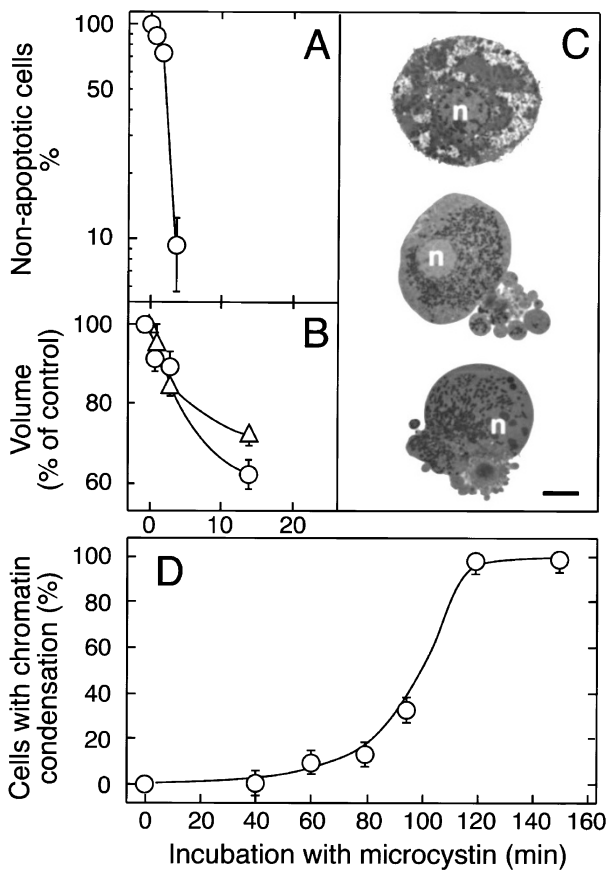 A
Non-apoptotic cells
%
100
50
10
B
Volume
(% of control)
100
80
60
0 10 20
C
n
n
n
D
Cells with chromatin
condensation (%)
100
80
60
40
20
0
0 20 40 60 80 100 120 140 160
Incubation with microcystin (min)